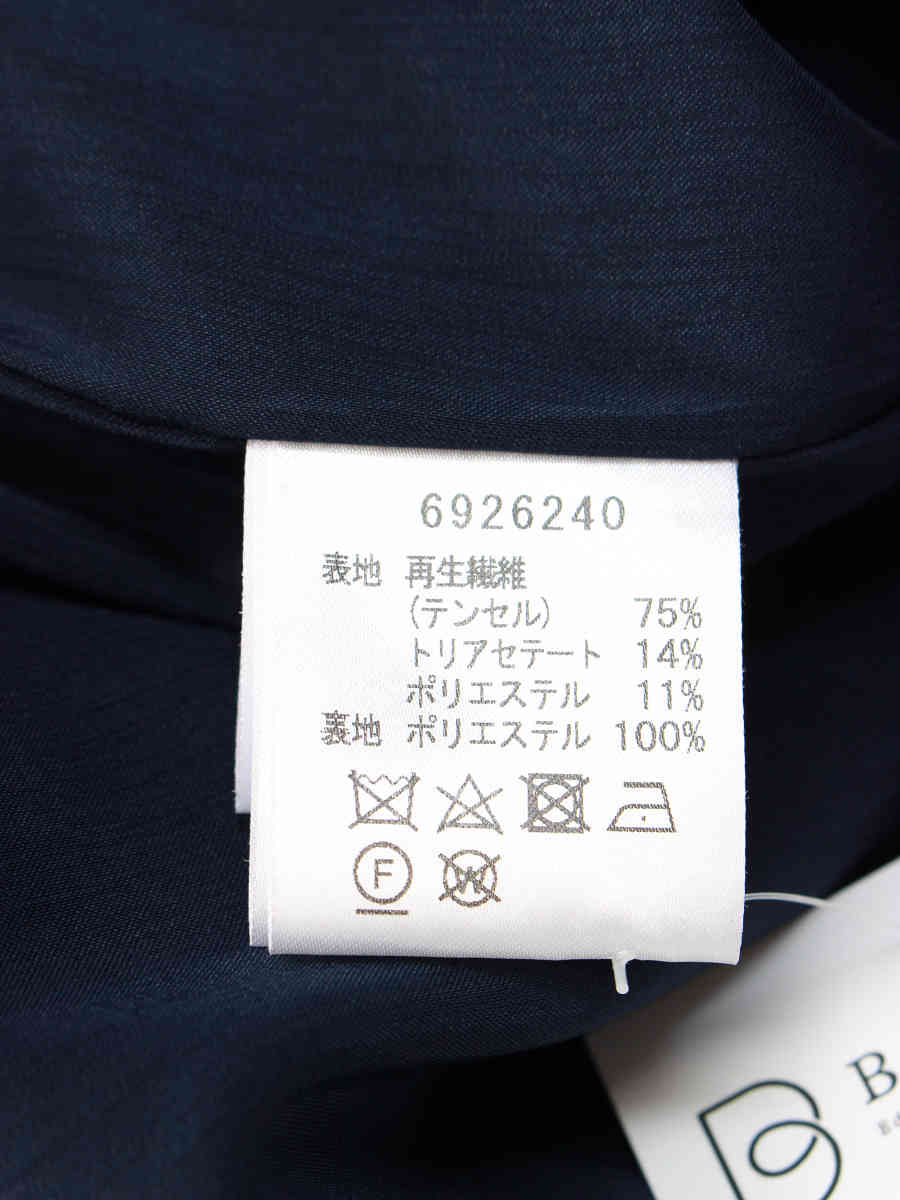 6926240
表地 再生繊維
(テンセル) 75%
トリアセテート 14%
ポリエステル 11%
表地 ポリエステル 100%
F
W
B